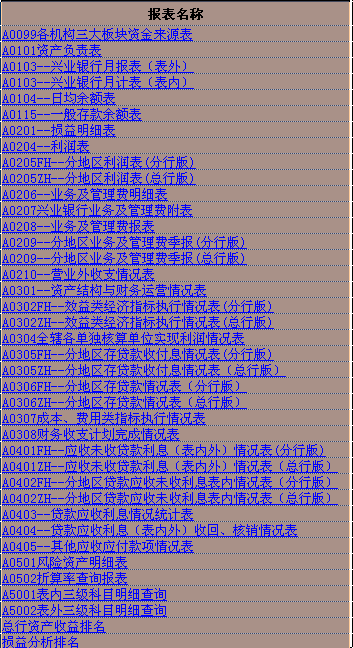 报表名称
A0099各机构三大板块资金来源表
A0101资产负责表
A0103--兴业银行月报表（表外）
A0103--兴业银行月计表（表内）
A0104--日均余额表
A0115--一般存款余额表
A0201--损益明细表
A0204--利润表
A0205FH--分地区利润表(分行版)
A0205ZH--分地区利润表(总行版)
A0206--业务及管理费明细表
A0207兴业银行业务及管理费附表
A0208--业务及管理费报表
A0209--分地区业务及管理费季报(分行版)
A0209--分地区业务及管理费季报(总行版)
A0210--营业外收支情况表
A0301--资产结构与财务运营情况表
A0302FH--效益类经济指标执行情况表(分行版)
A0302ZH--效益类经济指标执行情况表(总行版)
A0304全辖各单独核算单位实现利润情况表
A0305FH--分地区存贷款收付息情况表(分行版)
A0305ZH--分地区存贷款收付息情况表（总行版）
A0306FH--分地区存贷款情况表（分行版）
A0306ZH--分地区存贷款情况表（总行版）
A0307成本、费用类指标执行情况表
A0308财务收支计划完成情况表
A0401FH--应收未收贷款利息（表内外）情况表(分行版)
A0401ZH--应收未收贷款利息（表内外）情况表（总行版）
A0402FH--分地区贷款应收未收利息表内情况表（分行版）
A0402ZH--分地区贷款应收未收利息表内情况表（总行版）
A0403--贷款应收利息情况统计表
A0404--贷款应收利息（表内外）收回、核销情况表
A0405--其他应收应付款项情况表
A0501风险资产明细表
A0502折算率查询报表
A5001表内三级科目明细查询
A5002表外三级科目明细查询
总行资产收益排名
损益分析排名